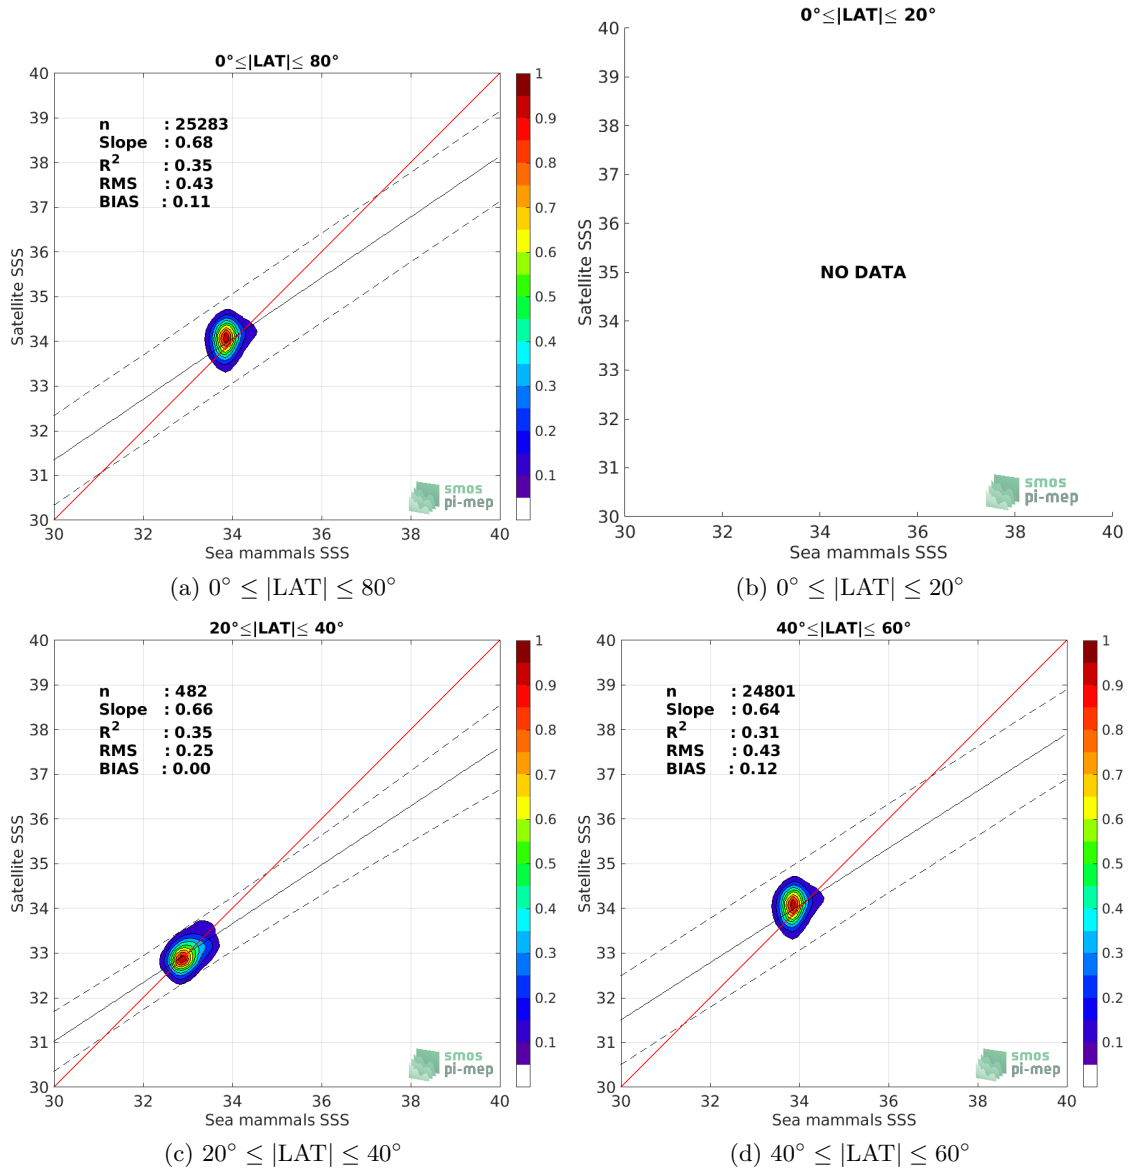 0°≤|LAT|≤ 80°
40
39
38
37
36
35
34
33
32
31
30
Satellite SSS
n : 25283
Slope : 0.68
R2 : 0.35
RMS : 0.43
BIAS : 0.11
smos
pi-mep
30 32 34 36 38 40
Sea mammals SSS
1
0.9
0.8
0.7
0.6
0.5
0.4
0.3
0.2
0.1
(a) 0° ≤ |LAT| ≤ 80°
0°≤|LAT|≤ 20°
40
39
38
37
36
35
34
33
32
31
30
Satellite SSS
NO DATA
smos
pi-mep
30 32 34 36 38 40
Sea mammals SSS
(b) 0° ≤ |LAT| ≤ 20°
20°≤|LAT|≤ 40°
40
39
38
37
36
35
34
33
32
31
30
Satellite SSS
n : 482
Slope : 0.66
R2 : 0.35
RMS : 0.25
BIAS : 0.00
smos
pi-mep
30 32 34 36 38 40
Sea mammals SSS
1
0.9
0.8
0.7
0.6
0.5
0.4
0.3
0.2
0.1
(c) 20° ≤ |LAT| ≤ 40°
40°≤|LAT|≤ 60°
40
39
38
37
36
35
34
33
32
31
30
Satellite SSS
n : 24801
Slope : 0.64
R2 : 0.31
RMS : 0.43
BIAS : 0.12
smos
pi-mep
30 32 34 36 38 40
Sea mammals SSS
1
0.9
0.8
0.7
0.6
0.5
0.4
0.3
0.2
0.1
(d) 40° ≤ |LAT| ≤ 60°